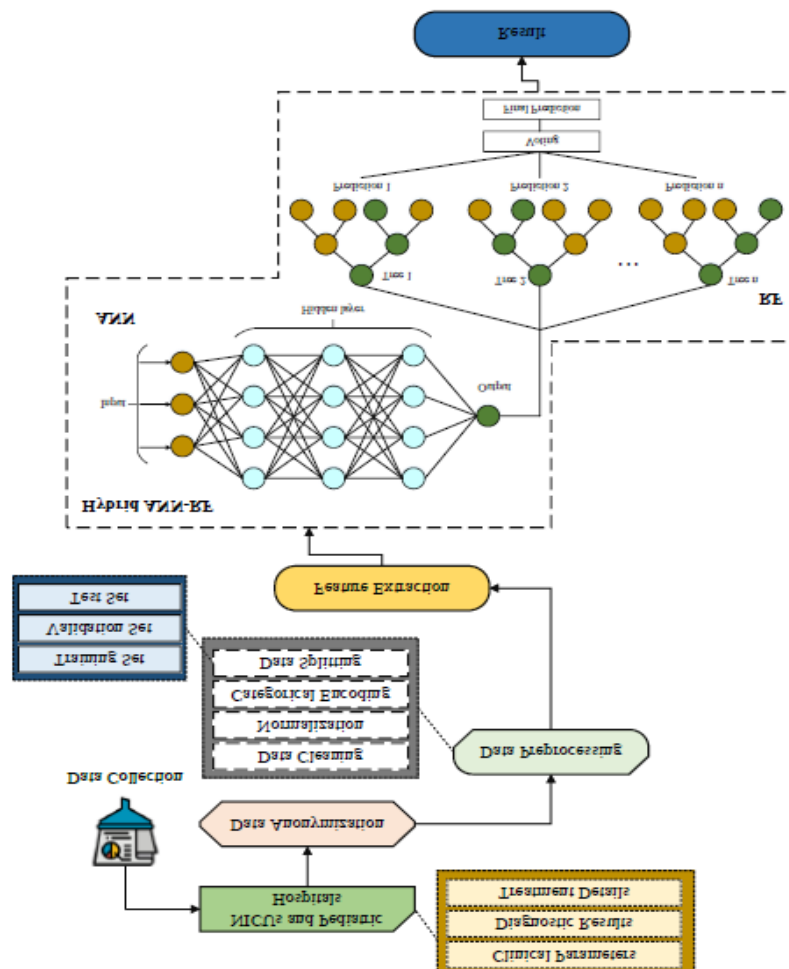 Clinical Parameters
Diagnostic Results
Treatment Details
NICUs and Pediatric
Hospitals
Data Anonymization
Data Collection
Data Preprocessing
Data Cleaning
Normalization
Categorical Encoding
Data Splitting
Training Set
Validation Set
Test Set
Feature Extraction
Hybrid ANN-RF
Input
Output
Hidden layer
ANN
RF
Tree 1
Tree 2
...
Tree n
Prediction 1
Prediction 2
Prediction n
Voting
Final Prediction
Result